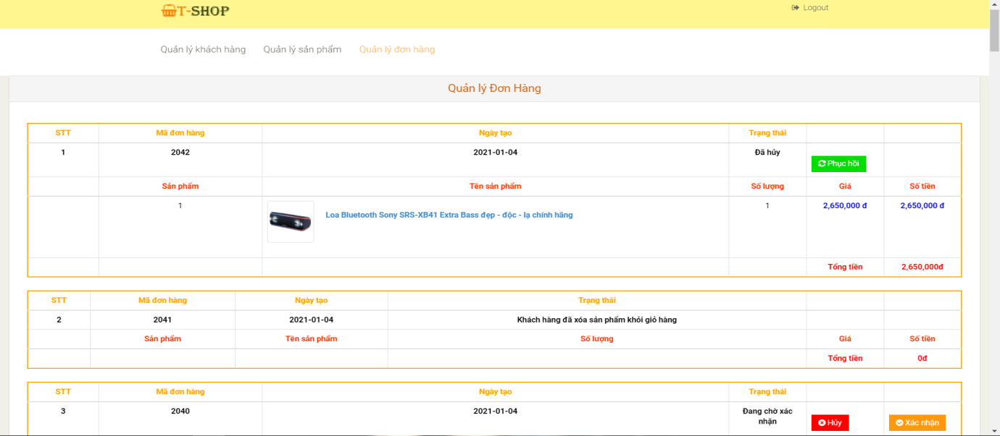 T-SHOP
Logout
Quản lý khách hàng Quản lý sản phẩm Quản lý đơn hàng
Quản lý Đơn Hàng
STT Mã đơn hàng Ngày tạo Trạng thái
1 2042 2021-01-04 Đã hủy
Phục hồi
Sản phẩm Tên sản phẩm Số lượng Giá Số tiền
1 Loa Bluetooth Sony SRS-XB41 Extra Bass đẹp - độc - lạ chính hãng 1 2,650,000 đ 2,650,000 đ
Tổng tiền 2,650,000đ
STT Mã đơn hàng Ngày tạo Trạng thái
2 2041 2021-01-04 Khách hàng đã xóa sản phẩm khỏi giỏ hàng
Sản phẩm Tên sản phẩm Số lượng Giá Số tiền
Tổng tiền 0đ
STT Mã đơn hàng Ngày tạo Trạng thái
3 2040 2021-01-04 Đang chờ xác
nhận
Hủy Xác nhận